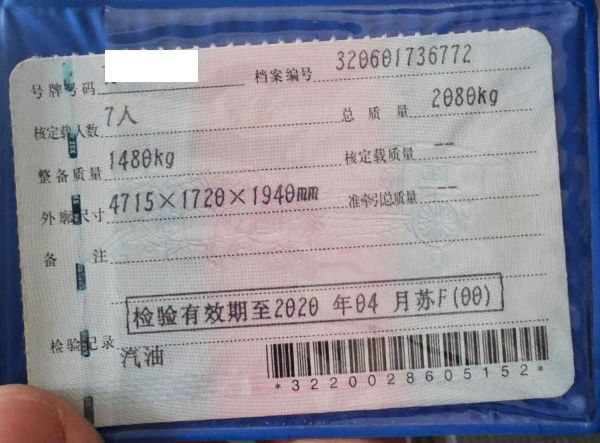 号牌号码 档案编号 320601736772
核定载人数 7人 总质量 2080kg
整备质量 1480kg 核定载质量 --
外廓尺寸 4715×1720×1940mm 准牵引总质量 --
备注
检验有效期至2020年04月苏F(00)
检验记录
汽油
*3220028605152*